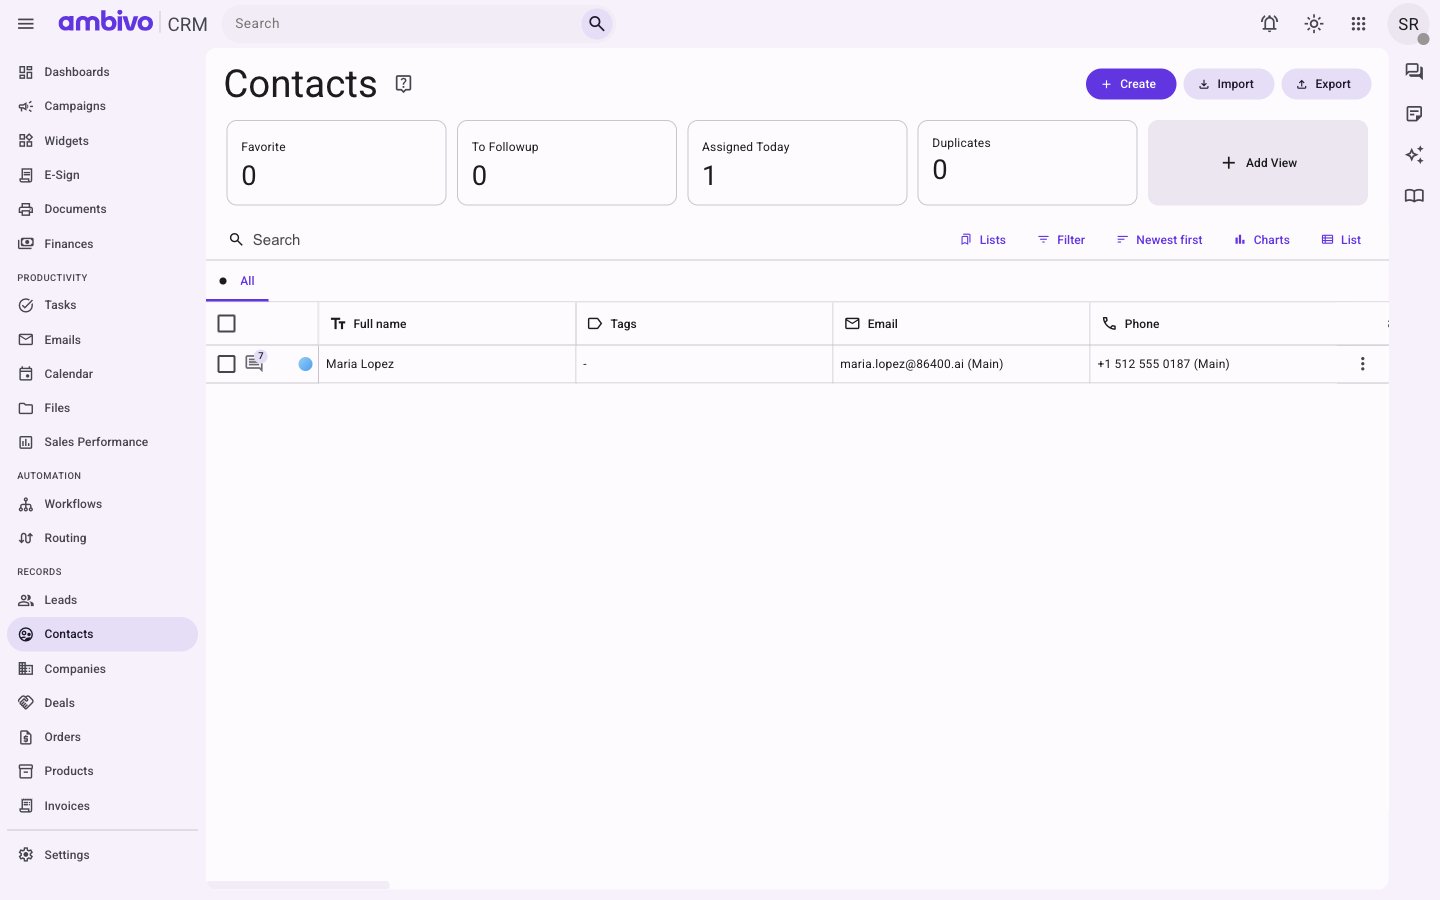 ambivo CRM
Search
SR
Dashboards
Campaigns
Widgets
E-Sign
Documents
Finances
PRODUCTIVITY
Tasks
Emails
Calendar
Files
Sales Performance
AUTOMATION
Workflows
Routing
RECORDS
Leads
Contacts
Companies
Deals
Orders
Products
Invoices
Settings
Contacts
Create
Import
Export
Favorite
0
To Followup
0
Assigned Today
1
Duplicates
0
Add View
Search
Lists
Filter
Newest first
Charts
List
All
Full name
Tags
Email
Phone
7
Maria Lopez
-
maria.lopez@86400.ai (Main)
+1 512 555 0187 (Main)